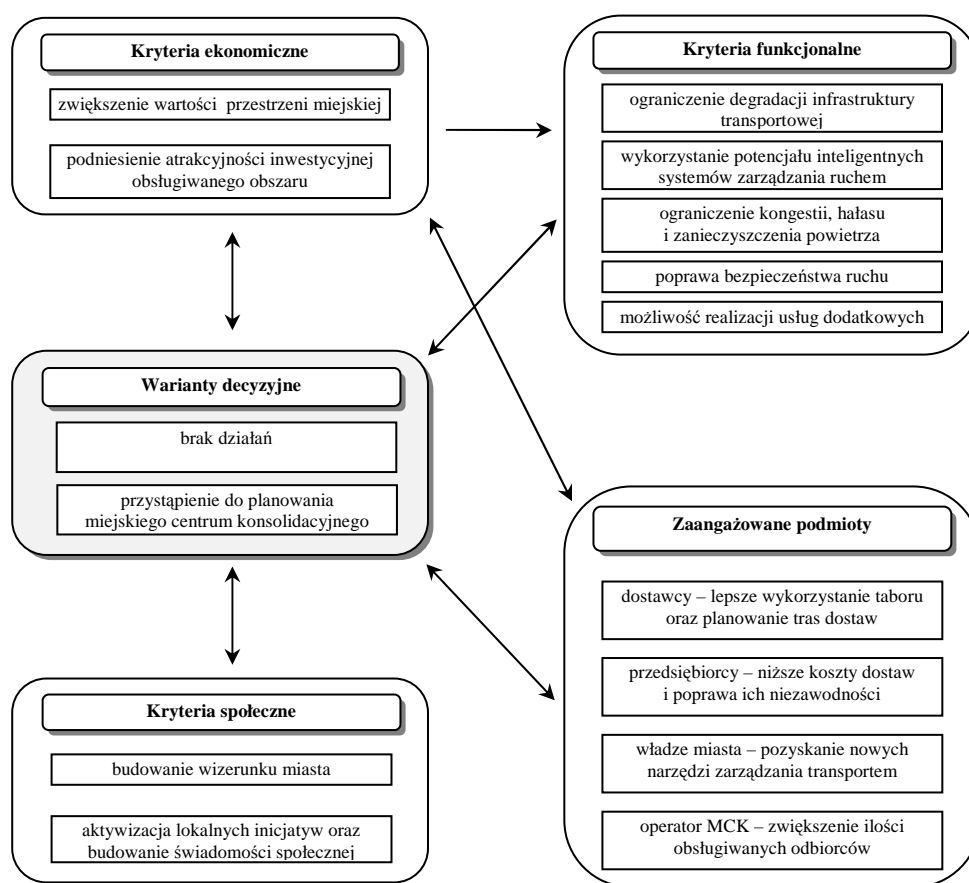 Kryteria ekonomiczne
zwiększenie wartości przestrzeni miejskiej
podniesienie atrakcyjności inwestycyjnej
obsługiwanego obszaru
Kryteria funkcjonalne
ograniczenie degradacji infrastruktury
transportowej
wykorzystanie potencjału inteligentnych
systemów zarządzania ruchem
ograniczenie kongestii, hałasu
i zanieczyszczenia powietrza
poprawa bezpieczeństwa ruchu
możliwość realizacji usług dodatkowych
Warianty decyzyjne
brak działań
przystąpienie do planowania
miejskiego centrum konsolidacyjnego
Zaangażowane podmioty
dostawcy – lepsze wykorzystanie taboru
oraz planowanie tras dostaw
przedsiębiorcy – niższe koszty dostaw
i poprawa ich niezawodności
władze miasta – pozyskanie nowych
narzędzi zarządzania transportem
operator MCK – zwiększenie ilości
obsługiwanych odbiorców
Kryteria społeczne
budowanie wizerunku miasta
aktywizacja lokalnych inicjatyw oraz
budowanie świadomości społecznej